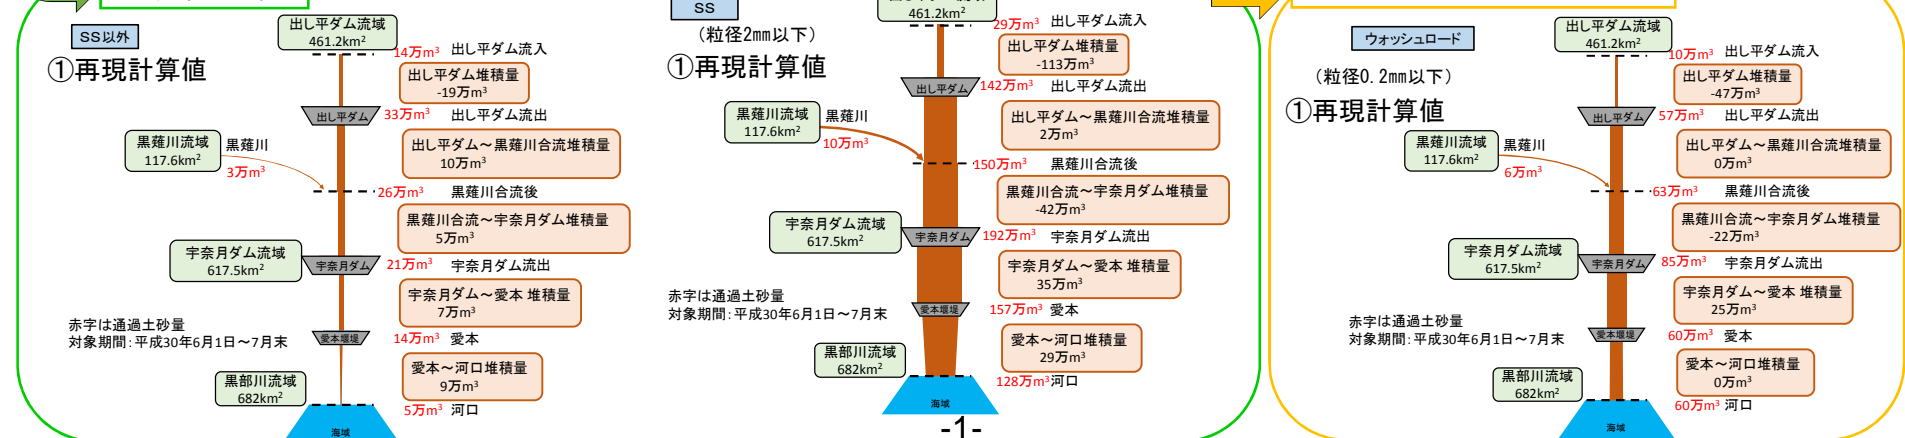 SS以外
①再現計算値
出し平ダム流域
461.2km²
14万m³ 出し平ダム流入
出し平ダム堆積量
-19万m³
出し平ダム
33万m³ 出し平ダム流出
黒薙川流域
117.6km²
黒薙川
3万m³
出し平ダム～黒薙川合流堆積量
10万m³
26万m³ 黒薙川合流後
黒薙川合流～宇奈月ダム堆積量
5万m³
宇奈月ダム流域
617.5km²
宇奈月ダム
21万m³ 宇奈月ダム流出
宇奈月ダム～愛本 堆積量
7万m³
赤字は通過土砂量
対象期間：平成30年6月1日～7月末
愛本堰堤
14万m³ 愛本
愛本～河口堆積量
9万m³
黒部川流域
682km²
5万m³ 河口
海域
SS
（粒径2mm以下）
①再現計算値
461.2km²
29万m³ 出し平ダム流入
出し平ダム堆積量
-113万m³
出し平ダム
142万m³ 出し平ダム流出
黒薙川流域
117.6km²
黒薙川
10万m³
出し平ダム～黒薙川合流堆積量
2万m³
150万m³ 黒薙川合流後
黒薙川合流～宇奈月ダム堆積量
-42万m³
宇奈月ダム流域
617.5km²
宇奈月ダム
192万m³ 宇奈月ダム流出
宇奈月ダム～愛本 堆積量
35万m³
赤字は通過土砂量
対象期間：平成30年6月1日～7月末
愛本堰堤
157万m³ 愛本
愛本～河口堆積量
29万m³
黒部川流域
682km²
128万m³ 河口
海域
-1-
ウォッシュロード
（粒径0.2mm以下）
①再現計算値
出し平ダム流域
461.2km²
10万m³ 出し平ダム流入
出し平ダム堆積量
-47万m³
出し平ダム
57万m³ 出し平ダム流出
黒薙川流域
117.6km²
黒薙川
6万m³
出し平ダム～黒薙川合流堆積量
0万m³
63万m³ 黒薙川合流後
黒薙川合流～宇奈月ダム堆積量
-22万m³
宇奈月ダム流域
617.5km²
宇奈月ダム
85万m³ 宇奈月ダム流出
宇奈月ダム～愛本 堆積量
25万m³
赤字は通過土砂量
対象期間：平成30年6月1日～7月末
愛本堰堤
60万m³ 愛本
愛本～河口堆積量
0万m³
黒部川流域
682km²
60万m³ 河口
海域